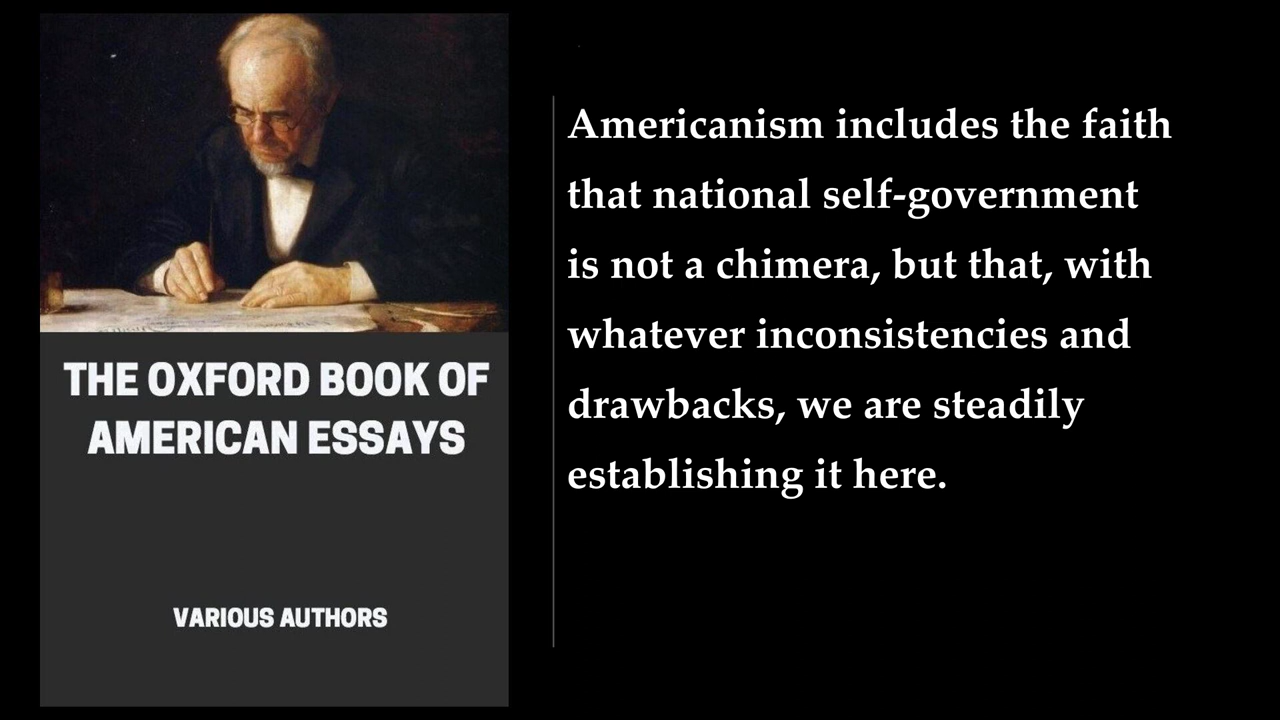 THE OXFORD BOOK OF
AMERICAN ESSAYS
VARIOUS AUTHORS
Americanism includes the faith
that national self-government
is not a chimera, but that, with
whatever inconsistencies and
drawbacks, we are steadily
establishing it here.